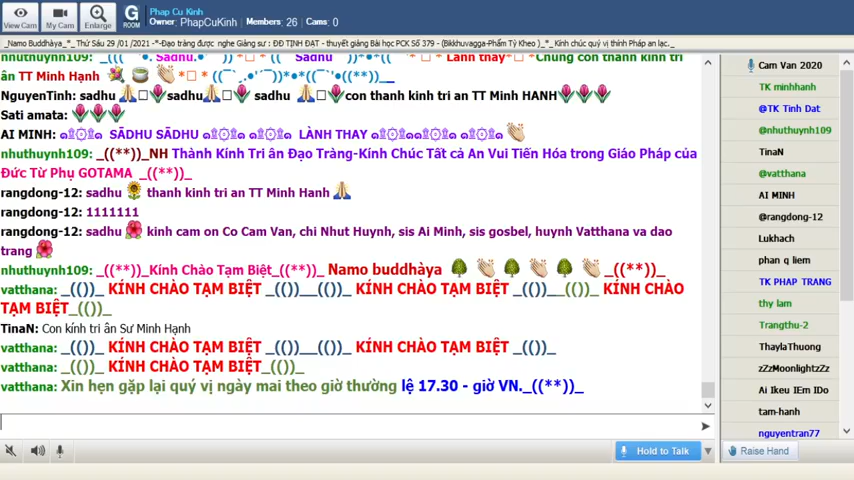 View Cam
My Cam
Enlarge
G
ROOM
Phap Cu Kinh
Owner: PhapCuKinh Members: 26 Cams: 0
_Namo Buddhàya_*_ Thứ Sáu 29 /01 /2021 -*-Đạo tràng được nghe Giảng sư : ĐĐ TỊNH ĐẠT - thuyết giảng Bài học PCK Số 379 - (Bikkhuvagga-Phẩm Tỳ Kheo )_*_ Kính chúc quý vị thính Pháp an lạc._
ân TT Minh Hạnh
NguyenTinh: sadhu sadhu sadhu con thanh kinh tri an TT Minh HANH
Sati amata:
AI MINH: SĀDHU SĀDHU LÀNH THAY
nhuthuynh109: _((**))_NH Thành Kính Tri ân Đạo Tràng-Kính Chúc Tất cả An Vui Tiến Hóa trong Giáo Pháp của
Đức Từ Phụ GOTAMA _((**))_
rangdong-12: sadhu thanh kinh tri an TT Minh Hanh
rangdong-12: 1111111
rangdong-12: sadhu kinh cam on Co Cam Van, chi Nhut Huynh, sis Ai Minh, sis gosbel, huynh Vatthana va dao
trang
nhuthuynh109: _((**))_Kính Chào Tạm Biệt_((**))_ Namo buddhàya _((**))_
vatthana: _(())_ KÍNH CHÀO TẠM BIỆT _(())__(())_ KÍNH CHÀO TẠM BIỆT _(())__(())_ KÍNH CHÀO
TẠM BIỆT_(())_
TinaN: Con kính tri ân Sư Minh Hạnh
vatthana: _(())_ KÍNH CHÀO TẠM BIỆT _(())__(())_ KÍNH CHÀO TẠM BIỆT _(())_
vatthana: _(())_ KÍNH CHÀO TẠM BIỆT_(())_
vatthana: Xin hẹn gặp lại quý vị ngày mai theo giờ thường lệ 17.30 - giờ VN._((**))_
Hold to Talk
Cam Van 2020
TK minhhanh
@TK Tinh Dat
@nhuthuynh109
TinaN
@vatthana
AI MINH
@rangdong-12
Lukhach
phan q liem
TK PHAP TRANG
thy lam
Trangthu-2
ThaylaThuong
zZzMoonlightzZz
Ai Ikeu IEm IDo
tam-hanh
nguyentran77
Raise Hand